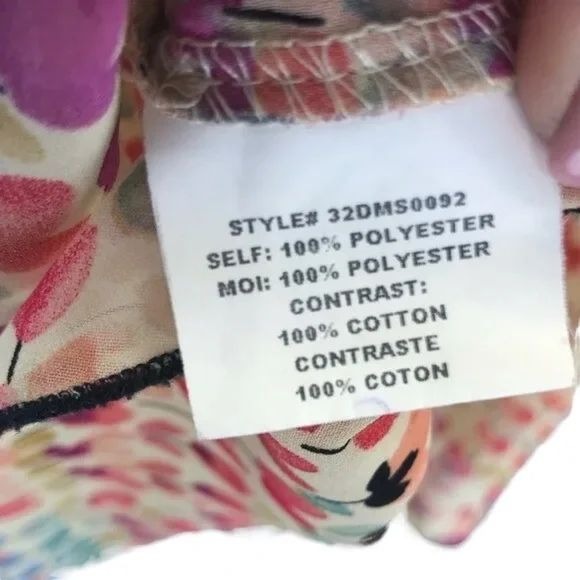 STYLE# 32DMS0092
SELF: 100% POLYESTER
MOI: 100% POLYESTER
CONTRAST:
100% COTTON
CONTRASTE
100% COTON